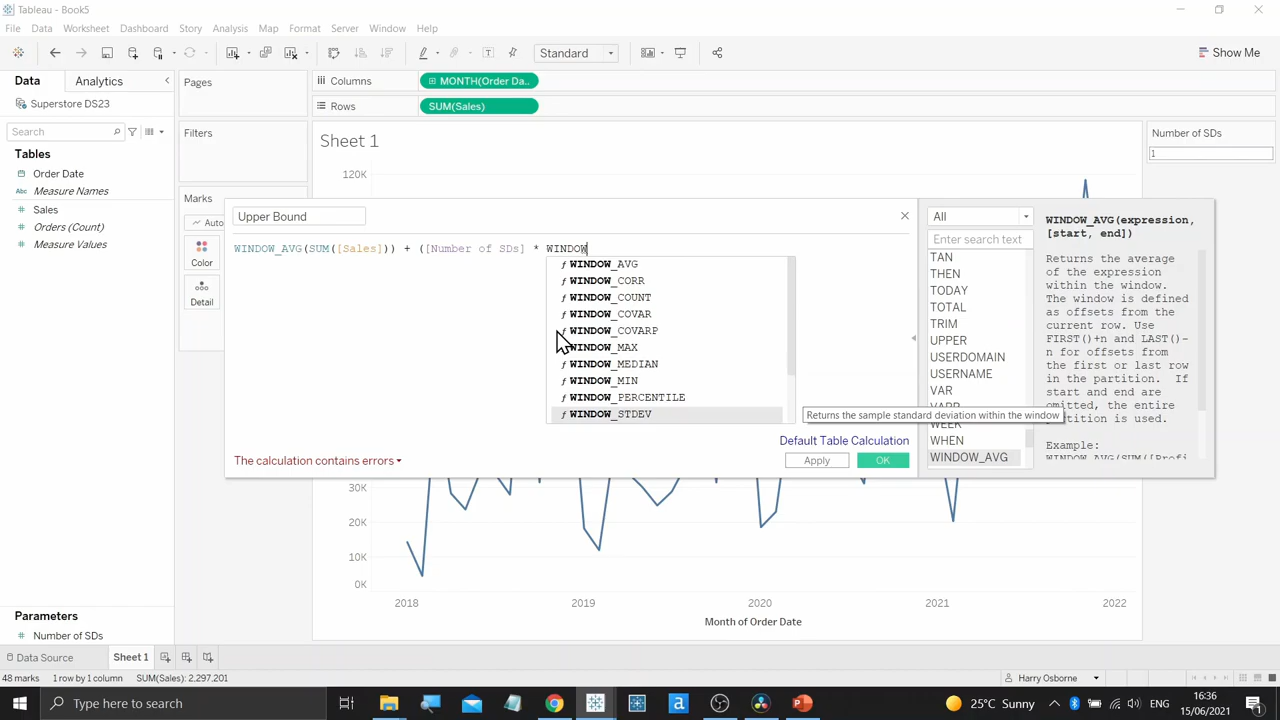 Tableau - Book5
File Data Worksheet Dashboard Story Analysis Map Format Server Window Help
Standard
Show Me
Data Analytics
Superstore DS23
Search
Tables
Order Date
Abc Measure Names
Sales
Orders (Count)
Measure Values
Parameters
Number of SDs
Pages
Filters
Marks
Auto
Color
Detail
Columns MONTH(Order Da..
Rows SUM(Sales)
Sheet 1
120K
Number of SDs
1
Upper Bound
WINDOW_AVG(SUM([Sales])) + ([Number of SDs] * WINDOW
WINDOW_AVG
WINDOW_CORR
WINDOW_COUNT
WINDOW_COVAR
WINDOW_COVARP
WINDOW_MAX
WINDOW_MEDIAN
WINDOW_MIN
WINDOW_PERCENTILE
WINDOW_STDEV
Returns the sample standard deviation within the window
Default Table Calculation
The calculation contains errors
Apply OK
All
Enter search text
TAN
THEN
TODAY
TOTAL
TRIM
UPPER
USERDOMAIN
USERNAME
VAR
VARP
WEEK
WHEN
WINDOW_AVG
WINDOW_AVG(expression,
[start, end])
Returns the average
of the expression
within the window.
The window is defined
as offsets from the
current row. Use
FIRST()+n and LAST()-
n for offsets from
the first or last row
in the partition. If
start and end are
omitted, the entire
partition is used.
Example:
WINDOW_AVG(SUM([Profi
30K
20K
10K
0K
2018 2019 2020 2021 2022
Month of Order Date
Data Source Sheet 1
48 marks 1 row by 1 column SUM(Sales): 2,297,201
Harry Osborne
Type here to search
25°C Sunny
ENG
16:36
15/06/2021